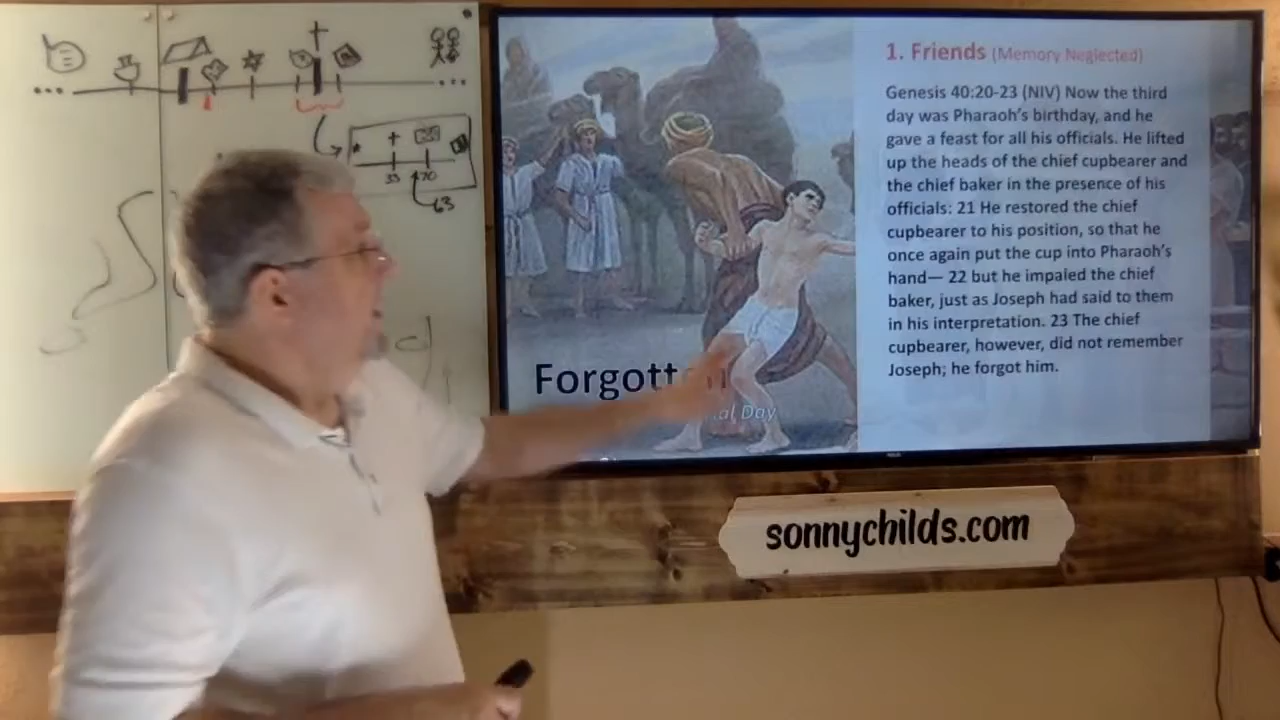 33
70
63
1. Friends (Memory Neglected)
Genesis 40:20-23 (NIV) Now the third
day was Pharaoh's birthday, and he
gave a feast for all his officials. He lifted
up the heads of the chief cupbearer and
the chief baker in the presence of his
officials: 21 He restored the chief
cupbearer to his position, so that he
once again put the cup into Pharaoh's
hand— 22 but he impaled the chief
baker, just as Joseph had said to them
in his interpretation. 23 The chief
cupbearer, however, did not remember
Joseph; he forgot him.
Forgotten
Day
sonnychilds.com